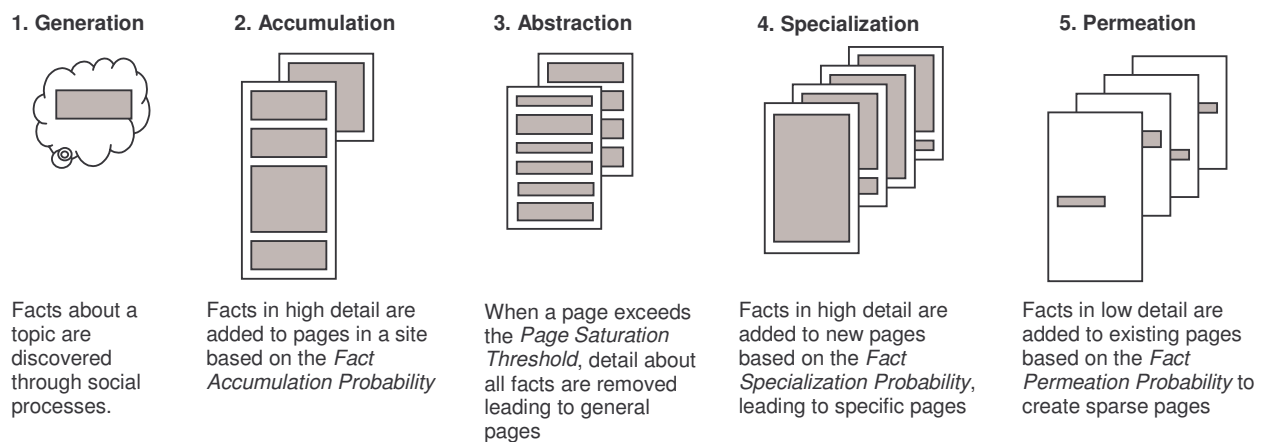 1. Generation
2. Accumulation
3. Abstraction
4. Specialization
5. Permeation
Facts about a
topic are
discovered
through social
processes.
Facts in high detail are
added to pages in a site
based on the Fact
Accumulation Probability
When a page exceeds
the Page Saturation
Threshold, detail about
all facts are removed
leading to general
pages
Facts in high detail are
added to new pages
based on the Fact
Specialization Probability,
leading to specific pages
Facts in low detail are
added to existing pages
based on the Fact
Permeation Probability to
create sparse pages